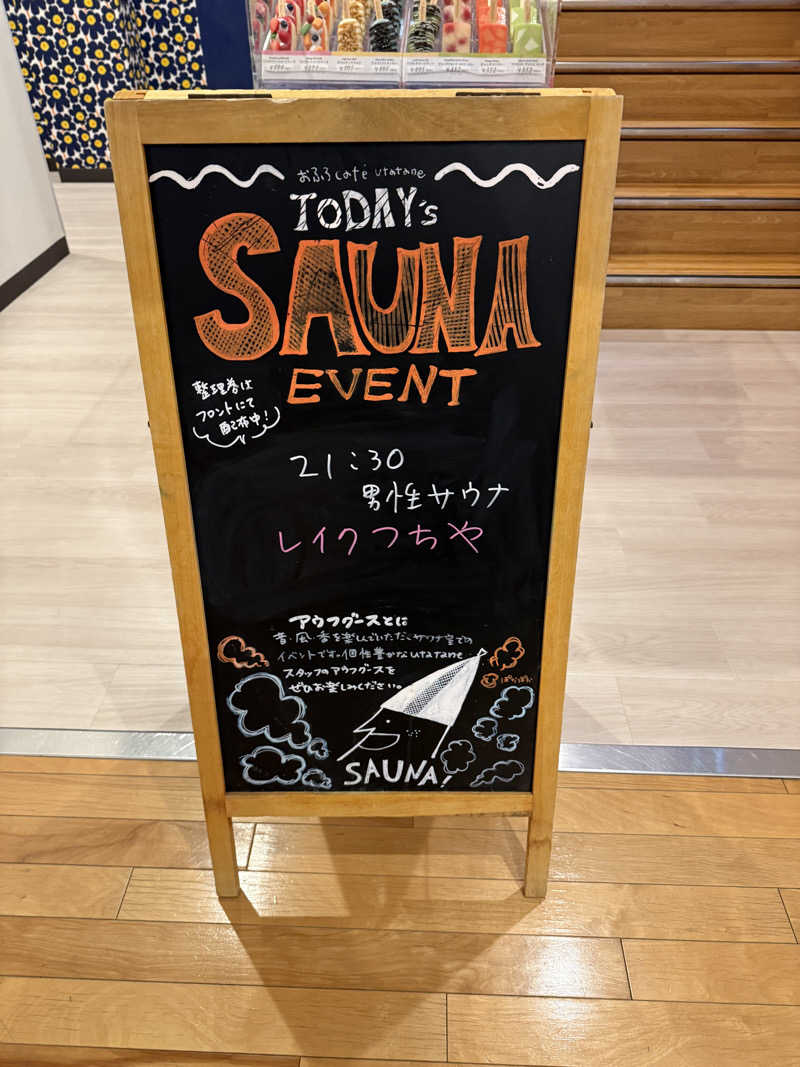 おふろcafé utatane
TODAY's
SAUNA
EVENT
整理券は
フロントにて
配布中!
21:30
男性サウナ
レイクつちや
アウフグースとは
音・風・香を楽しんでいただくサウナ室での
イベントです。個性豊かなutatane
スタッフのアウフグースを
ぜひお楽しみください。
SAUNA!